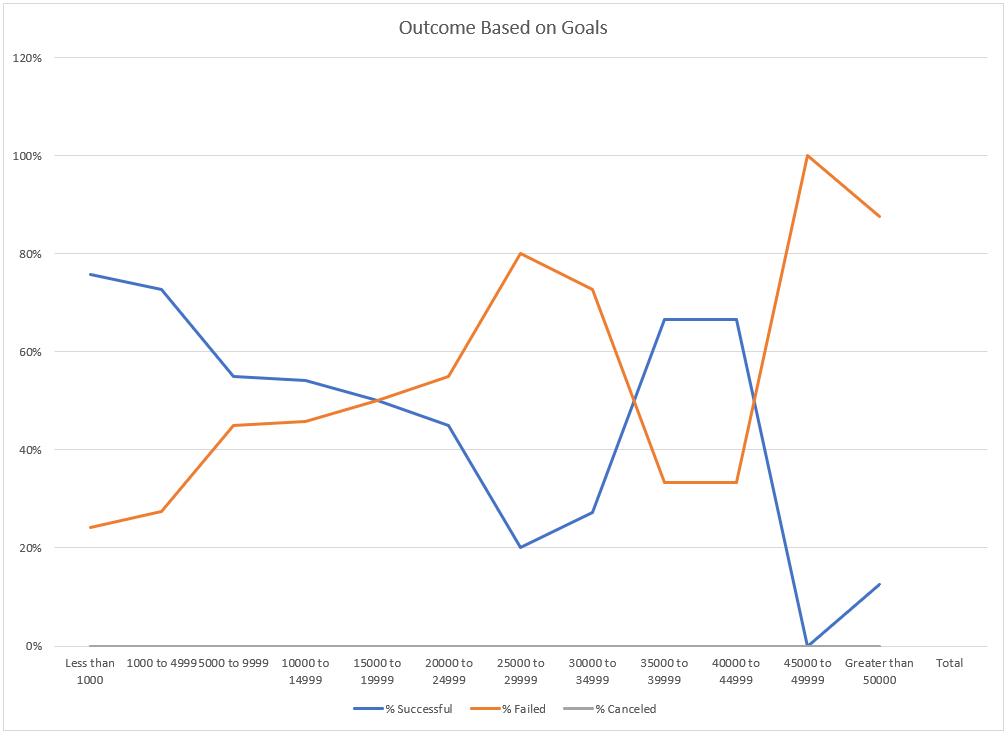 Outcome Based on Goals
120%
100%
80%
60%
40%
20%
0%
Less than
1000
1000 to 4999
5000 to 9999
10000 to
14999
15000 to
19999
20000 to
24999
25000 to
29999
30000 to
34999
35000 to
39999
40000 to
44999
45000 to
49999
Greater than
50000
Total
% Successful
% Failed
% Canceled